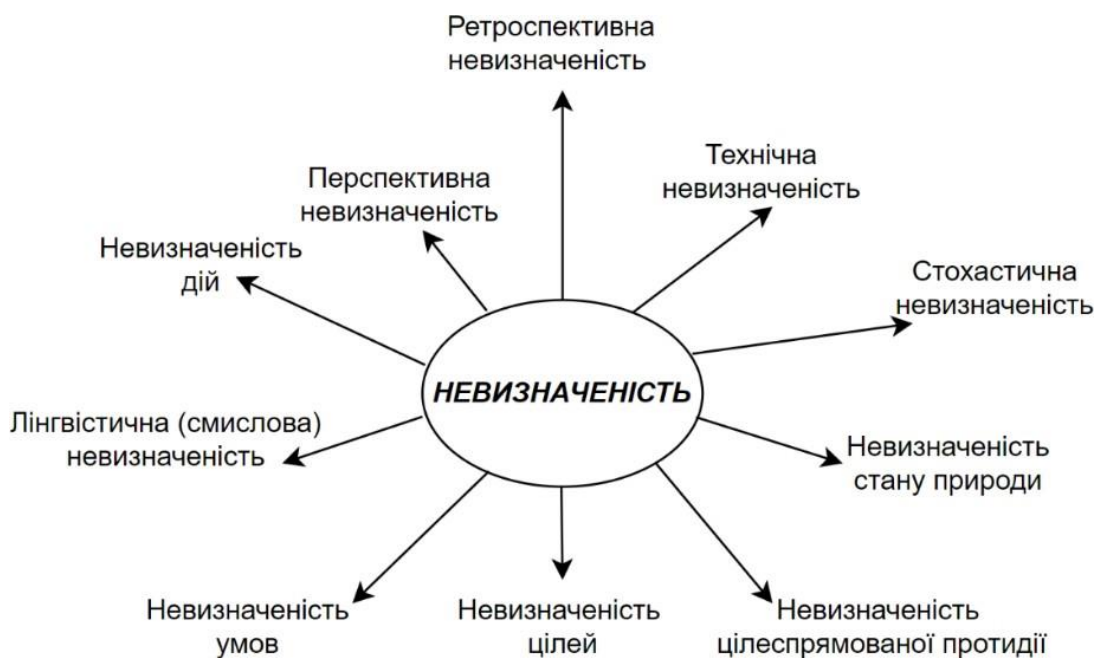 Ретроспективна
невизначеність
Технічна
невизначеність
Перспективна
невизначеність
Невизначеність
дій
Стохастична
невизначеність
НЕВИЗНАЧЕНІСТЬ
Лінгвістична (смислова)
невизначеність
Невизначеність
стану природи
Невизначеність
умов
Невизначеність
цілей
Невизначеність
цілеспрямованої протидії